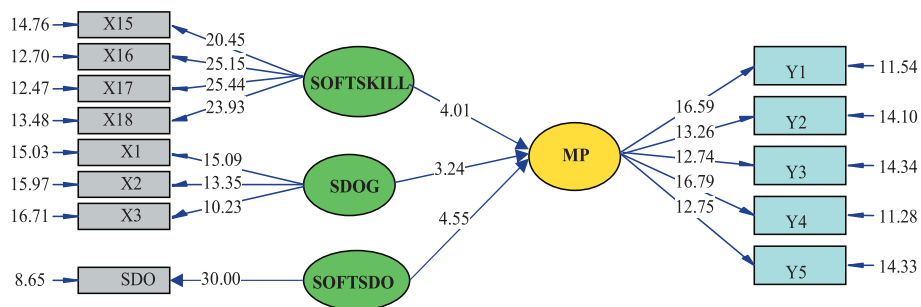 14.76 X15 20.45
12.70 X16 25.15
12.47 X17 25.44
13.48 X18 23.93
SOFTSKILL 4.01
15.03 X1 15.09
15.97 X2 13.35
16.71 X3 10.23
SDOG 3.24
8.65 SDO 30.00
SOFTSDO 4.55
MP
16.59 Y1 11.54
13.26 Y2 14.10
12.74 Y3 14.34
16.79 Y4 11.28
12.75 Y5 14.33